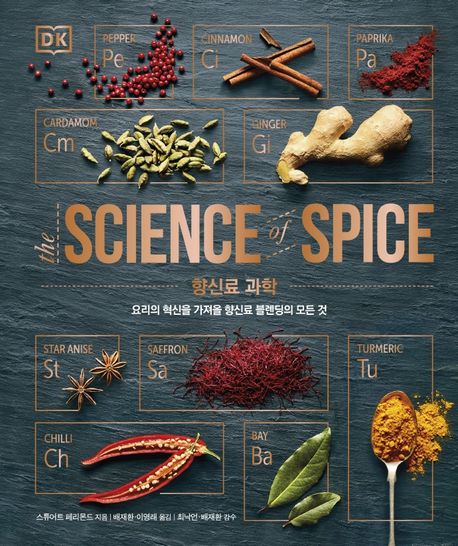 DK
PEPPER
Pe
CINNAMON
Ci
PAPRIKA
Pa
CARDAMOM
Cm
GINGER
Gi
the SCIENCE of SPICE
향신료 과학
요리의 혁신을 가져올 향신료 블렌딩의 모든 것
STAR ANISE
St
SAFFRON
Sa
TURMERIC
Tu
CHILLI
Ch
BAY
Ba
스튜어트 페리몬드 지음 | 배재환·이영래 옮김 | 최낙언·배재환 감수